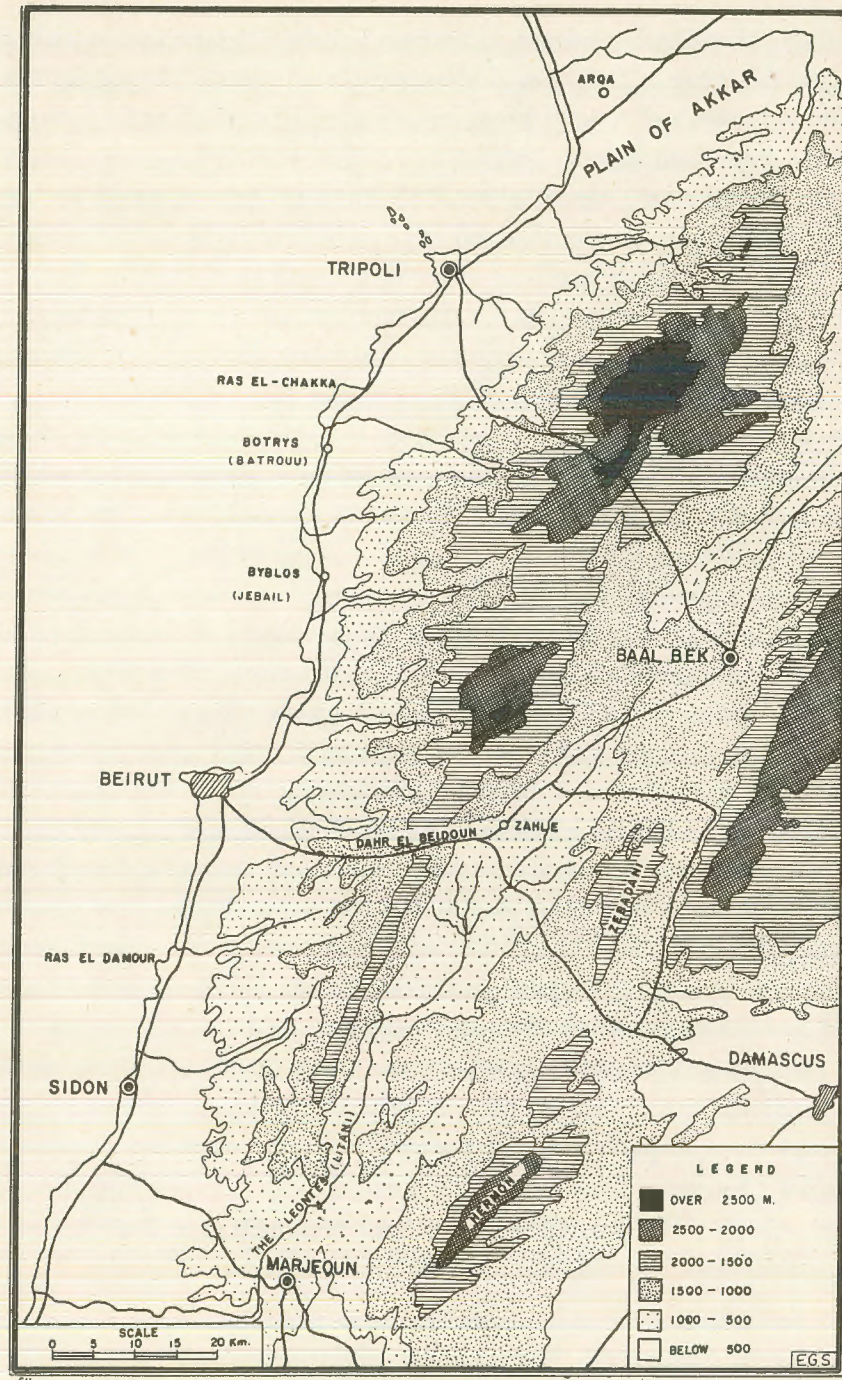 ARQA
PLAIN OF AKKAR
TRIPOLI
RAS EL-CHAKKA
BOTRYS
(BATROUU)
BYBLOS
(JEBAIL)
BAAL BEK
BEIRUT
DAHR EL BEIDOUN
ZAHLE
ZEBADANI
RAS EL DAMOUR
DAMASCUS
SIDON
THE LEONTES (LITANI)
HERMON
MARJEOUN
LEGEND
OVER 2500 M.
2500 - 2000
2000 - 1500
1500 - 1000
1000 - 500
BELOW 500
SCALE
0 5 10 15 20 Km.
E.G.S